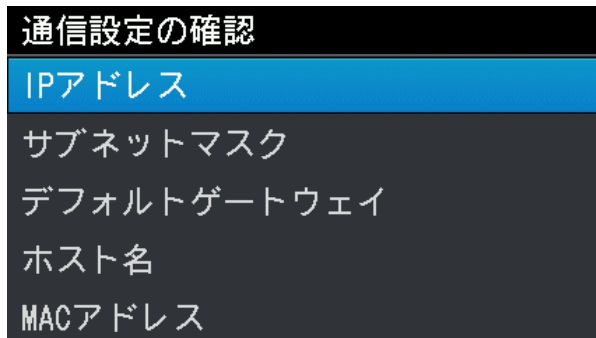 通信設定の確認
IPアドレス
サブネットマスク
デフォルトゲートウェイ
ホスト名
MACアドレス